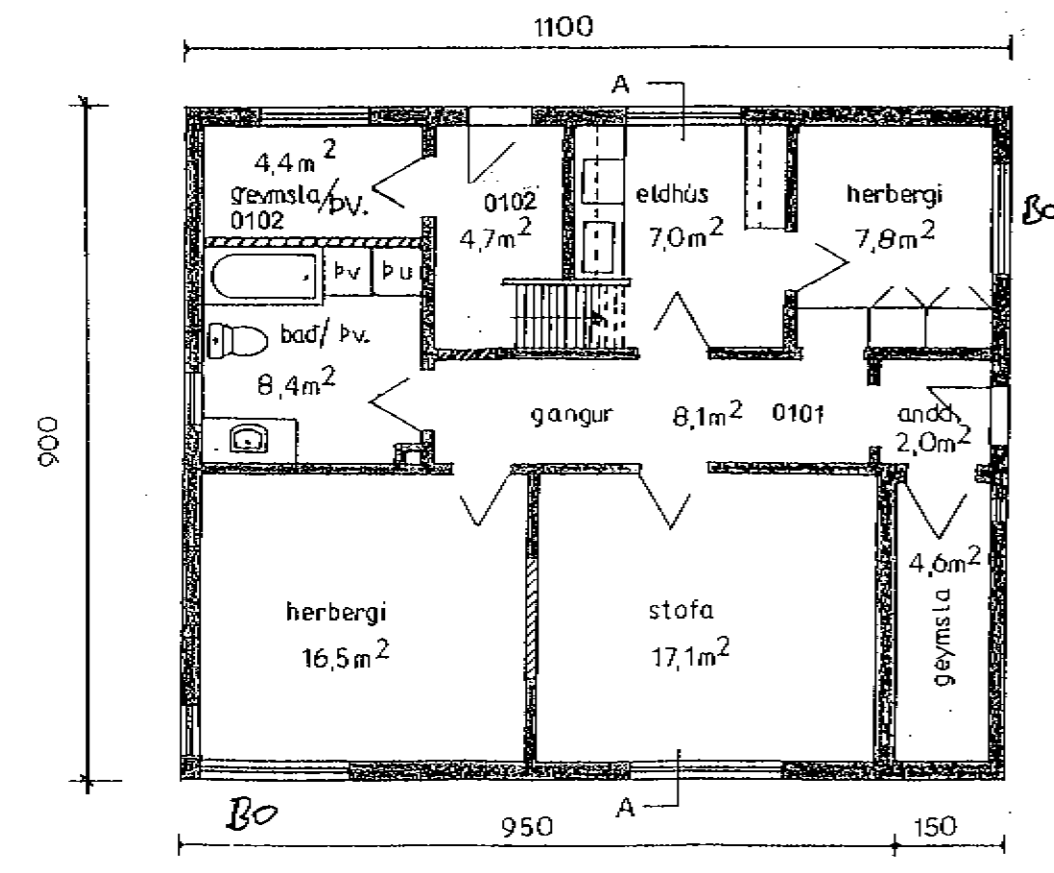 1100
A
4,4m²
geymsla/þv.
0102
0102
4,7m²
eldhús
7,0m²
herbergi
7,8m²
BO
þv
þu
bað/þv.
8,4m²
900
gangur
8,1m²
0101
andd.
2,0m²
herbergi
16,5m²
stofa
17,1m²
4,6m²
geymsla
BO
A
950
150